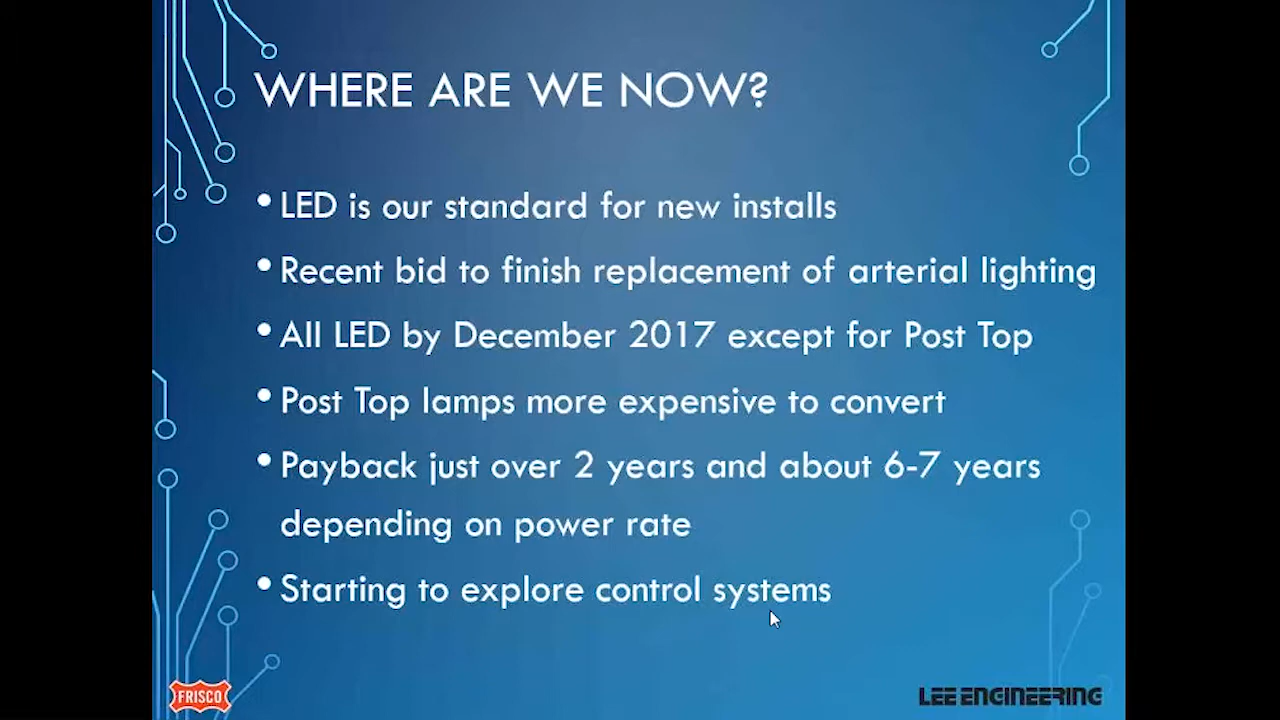 WHERE ARE WE NOW?
• LED is our standard for new installs
• Recent bid to finish replacement of arterial lighting
• All LED by December 2017 except for Post Top
• Post Top lamps more expensive to convert
• Payback just over 2 years and about 6-7 years
depending on power rate
• Starting to explore control systems
FRISCO
LEE ENGINEERING